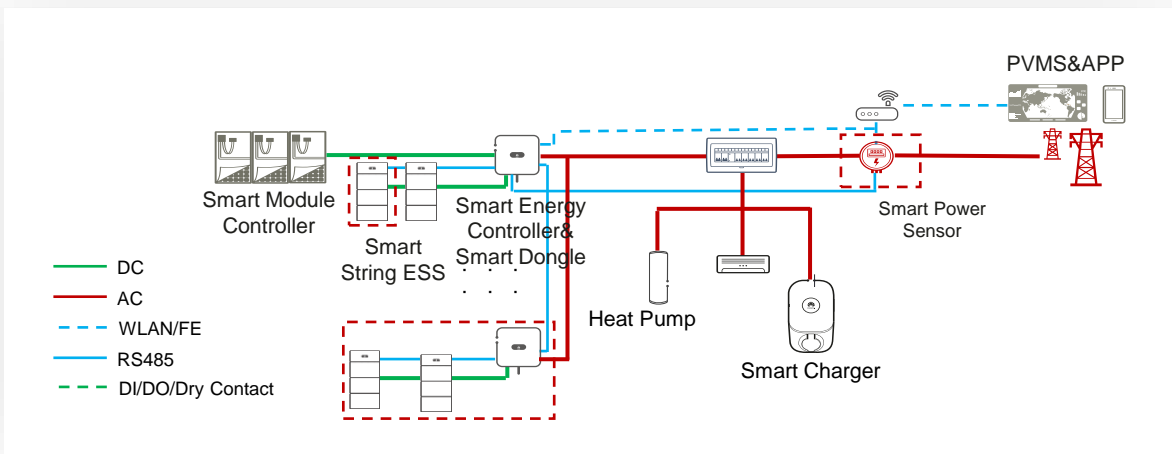 PVMS&APP
Smart Module
Controller
Smart
String ESS
Smart Energy
Controller&
Smart Dongle
Smart Power
Sensor
Heat Pump
Smart Charger
DC
AC
WLAN/FE
RS485
DI/DO/Dry Contact